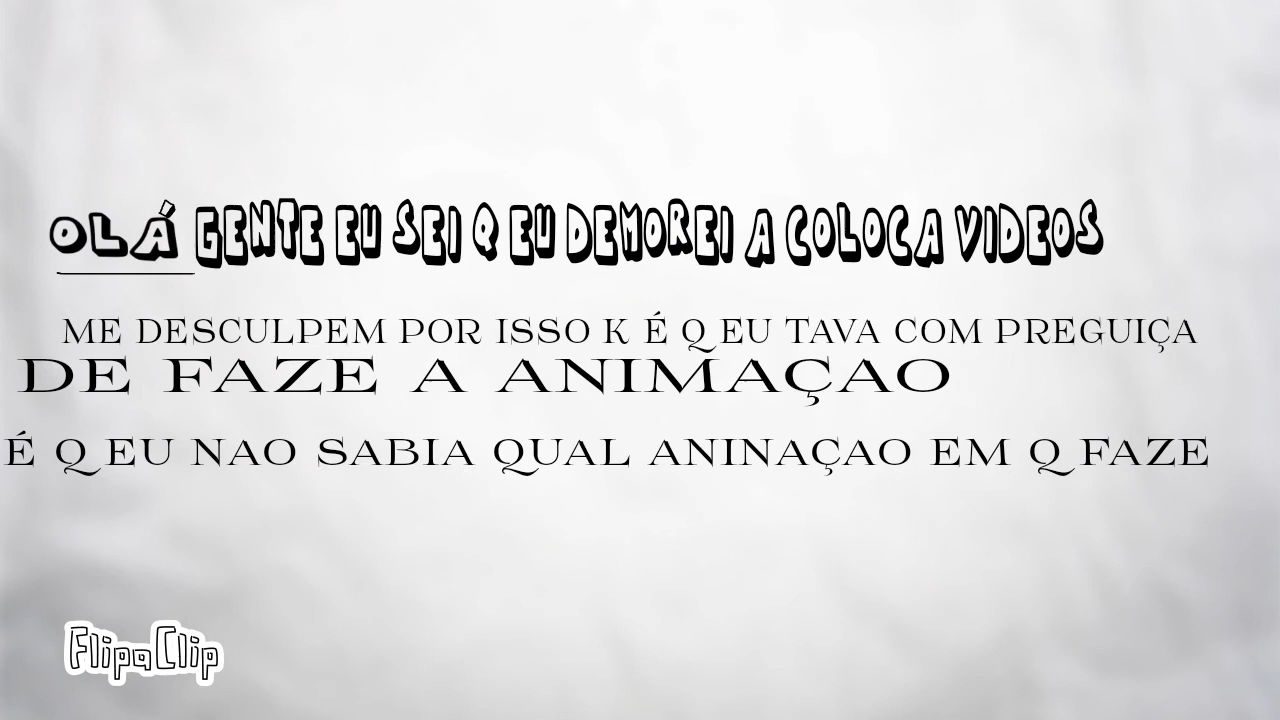 OLÁ GENTE EU SEI Q EU DEMOREI A COLOCA VIDEOS
ME DESCULPEM POR ISSO K É Q EU TAVA COM PREGUIÇA
DE FAZE A ANIMAÇAO
É Q EU NAO SABIA QUAL ANINAÇAO EM Q FAZE
FlipaClip